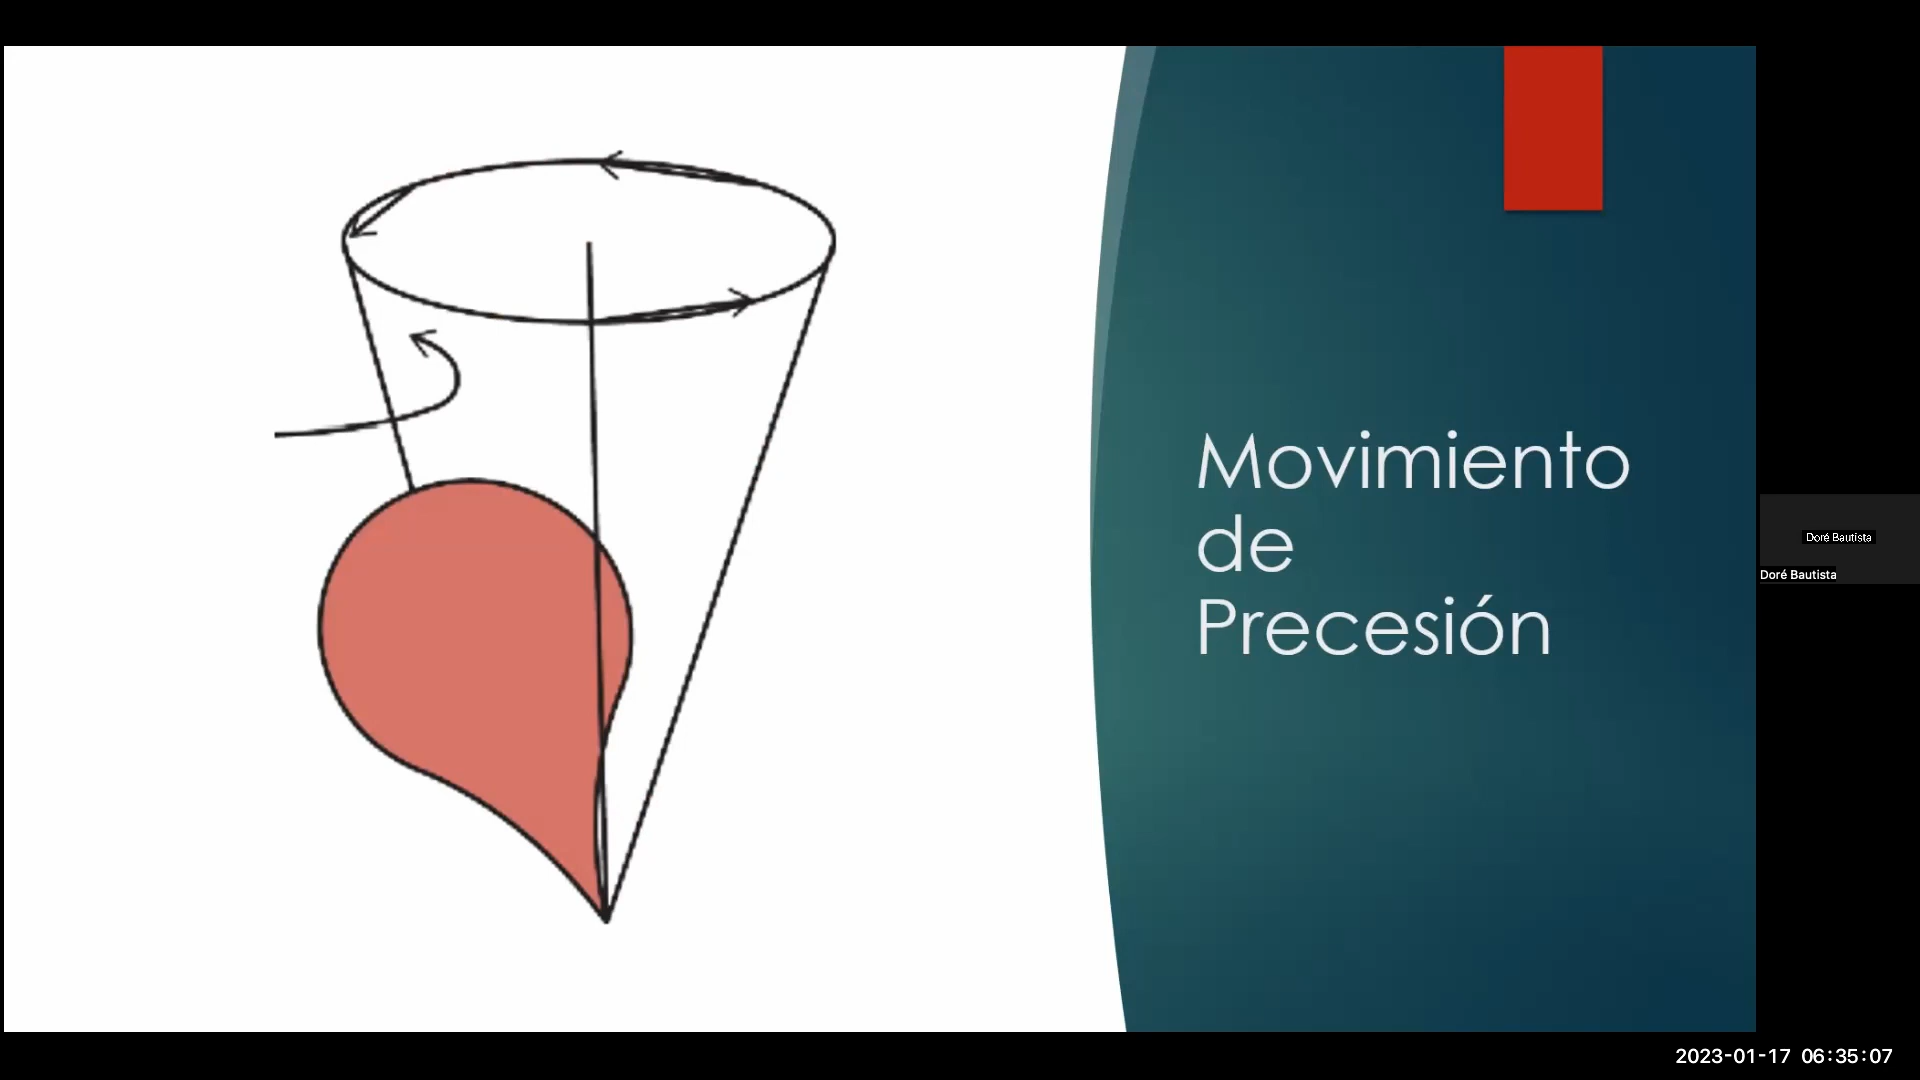 Movimiento
de
Precesión
Doré Bautista
Doré Bautista
2023-01-17 06:35:07